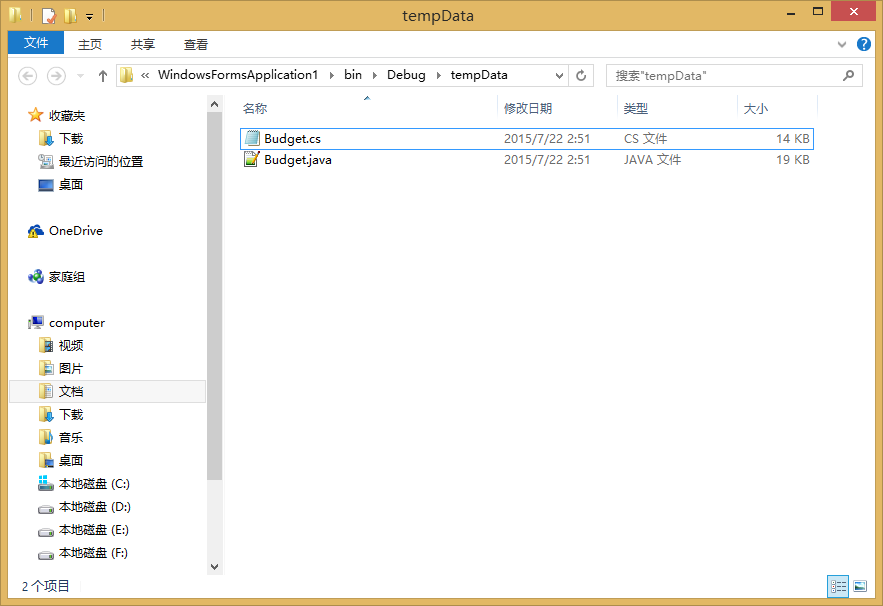 tempData
文件 主页 共享 查看
« WindowsFormsApplication1 bin Debug tempData 搜索"tempData"
名称 修改日期 类型 大小
Budget.cs 2015/7/22 2:51 CS 文件 14 KB
Budget.java 2015/7/22 2:51 JAVA 文件 19 KB
收藏夹
下载
最近访问的位置
桌面
OneDrive
家庭组
computer
视频
图片
文档
下载
音乐
桌面
本地磁盘 (C:)
本地磁盘 (D:)
本地磁盘 (E:)
本地磁盘 (F:)
2 个项目